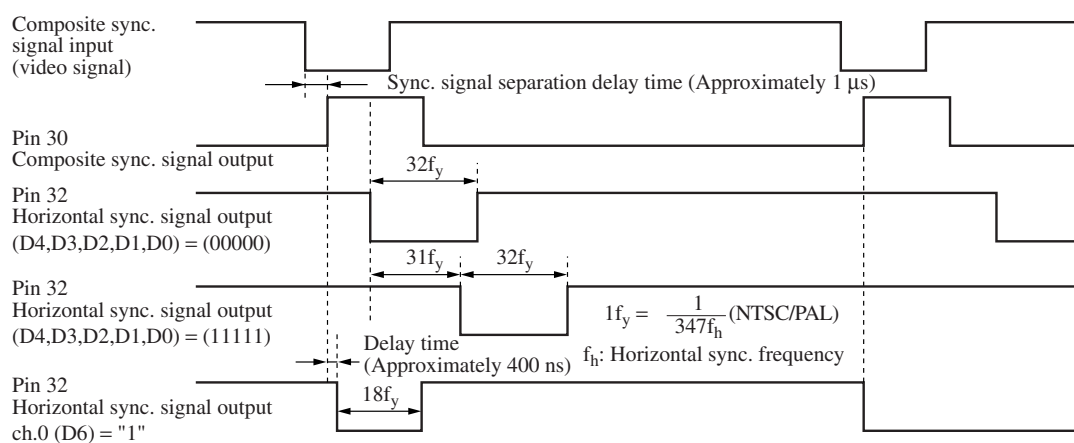 Composite sync.
signal input
(video signal)
Sync. signal separation delay time (Approximately 1 μs)
Pin 30
Composite sync. signal output
32fy
Pin 32
Horizontal sync. signal output
(D4,D3,D2,D1,D0) = (00000)
31fy
32fy
Pin 32
Horizontal sync. signal output
(D4,D3,D2,D1,D0) = (11111)
1fy = 1/347fh (NTSC/PAL)
fh: Horizontal sync. frequency
Delay time
(Approximately 400 ns)
Pin 32
Horizontal sync. signal output
ch.0 (D6) = "1"
18fy